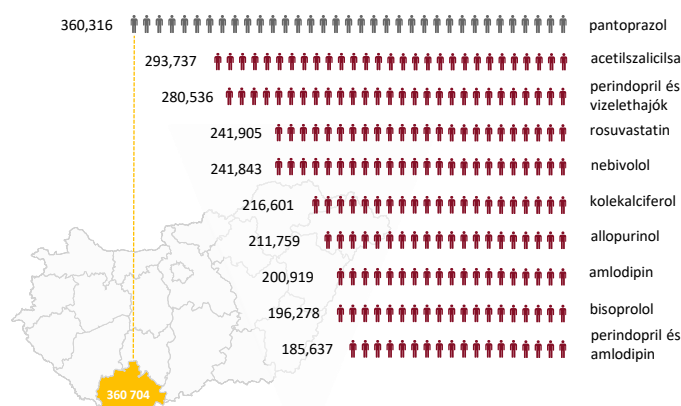 360,316 pantoprazol
293,737 acetilszalicilsa
280,536 perindopril és
vizelethajók
241,905 rosuvastatin
241,843 nebivolol
216,601 kolekalciferol
211,759 allopurinol
200,919 amlodipin
196,278 bisoprolol
185,637 perindopril és
amlodipin
360 704